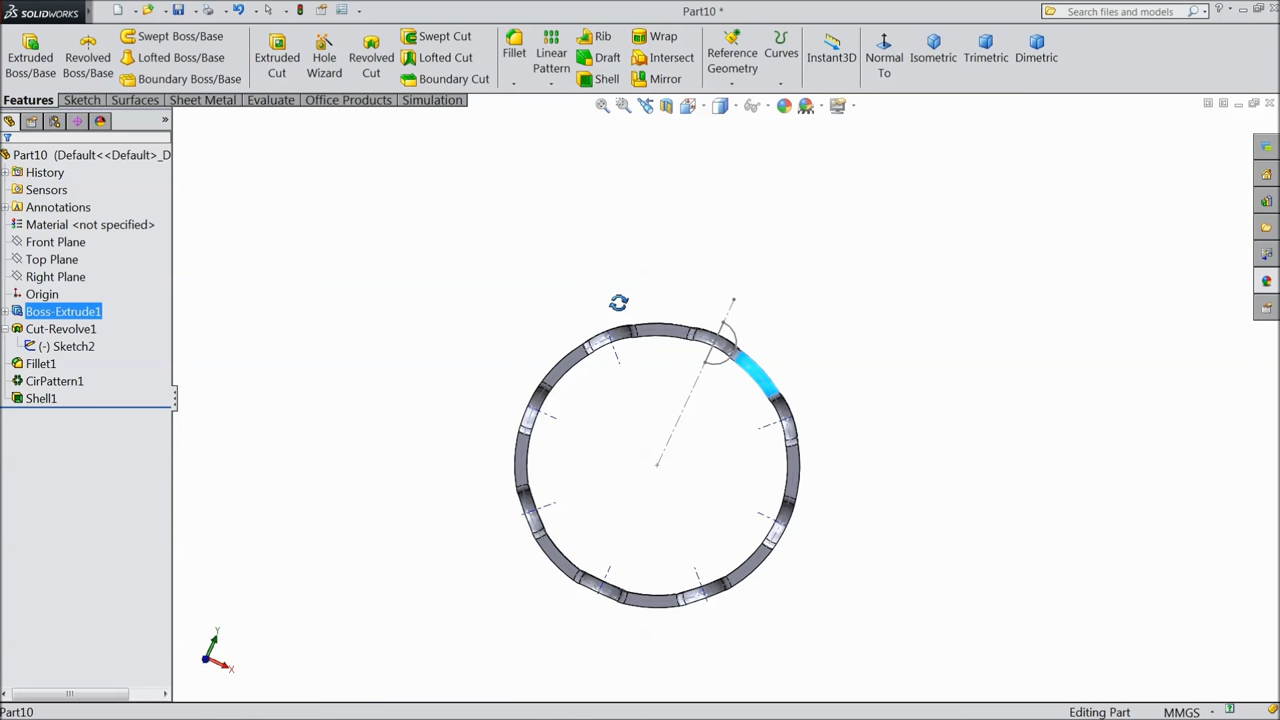 SOLIDWORKS
Part10 *
Search files and models
Extruded Boss/Base
Revolved Boss/Base
Swept Boss/Base
Lofted Boss/Base
Boundary Boss/Base
Extruded Cut
Hole Wizard
Revolved Cut
Swept Cut
Lofted Cut
Boundary Cut
Fillet
Linear Pattern
Rib
Draft
Shell
Wrap
Intersect
Mirror
Reference Geometry
Curves
Instant3D
Normal To
Isometric
Trimetric
Dimetric
Features
Sketch
Surfaces
Sheet Metal
Evaluate
Office Products
Simulation
Part10 (Default<<Default>_D
History
Sensors
Annotations
Material <not specified>
Front Plane
Top Plane
Right Plane
Origin
Boss-Extrude1
Cut-Revolve1
(-) Sketch2
Fillet1
CirPattern1
Shell1
Y
X
Part10
Editing Part
MMGS